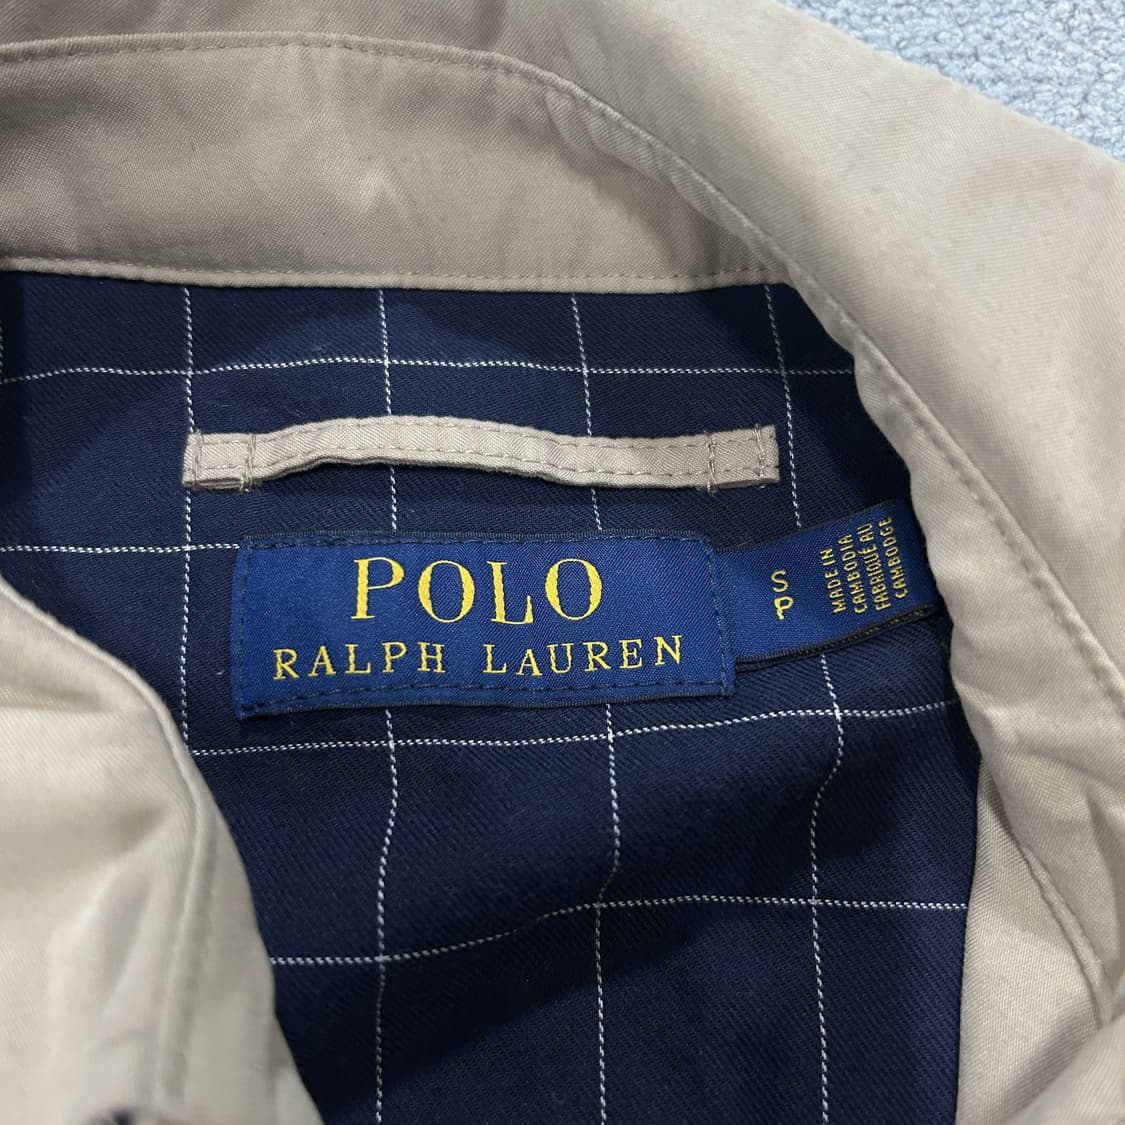 POLO
RALPH LAUREN
S
P
MADE IN
CAMBODIA
FABRIQUÉ AU
CAMBODGE